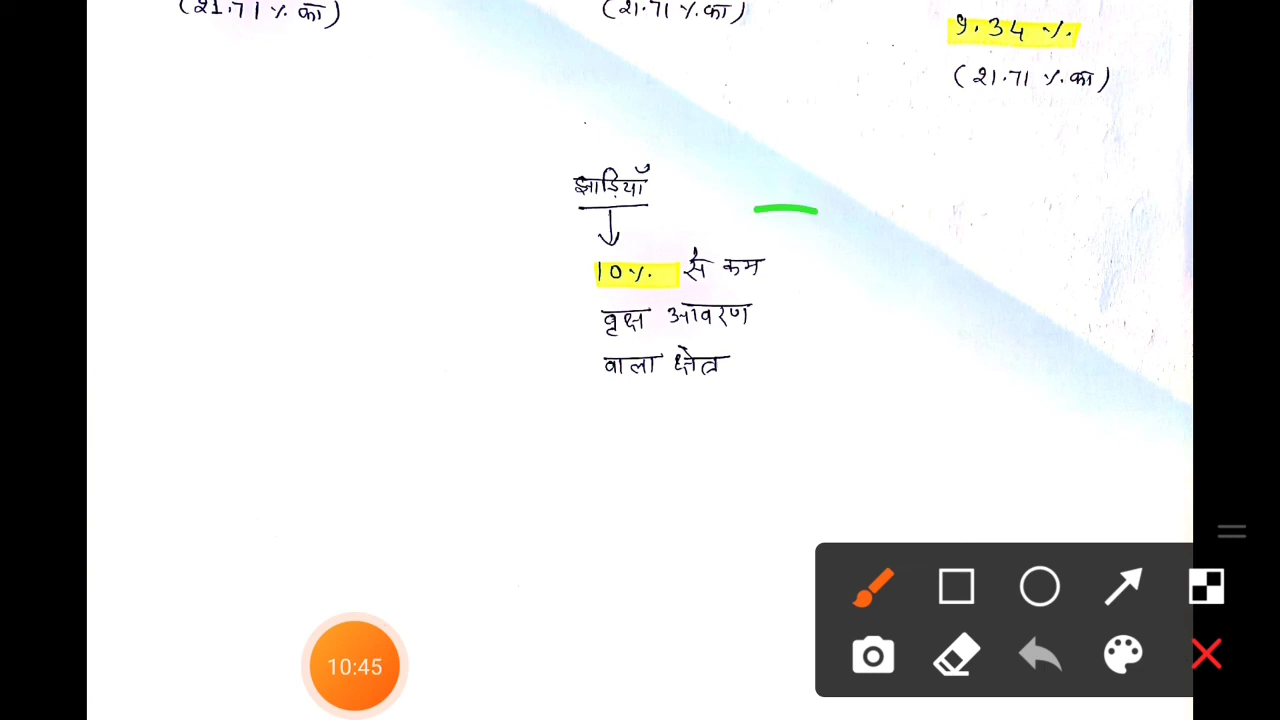 (21.71 %.का)
(21.71 %.का)
9.34 %.
(21.71 %.का)
झाड़ियाँ
10%. से कम
वृक्ष आवरण
वाला क्षेत्र
10:45